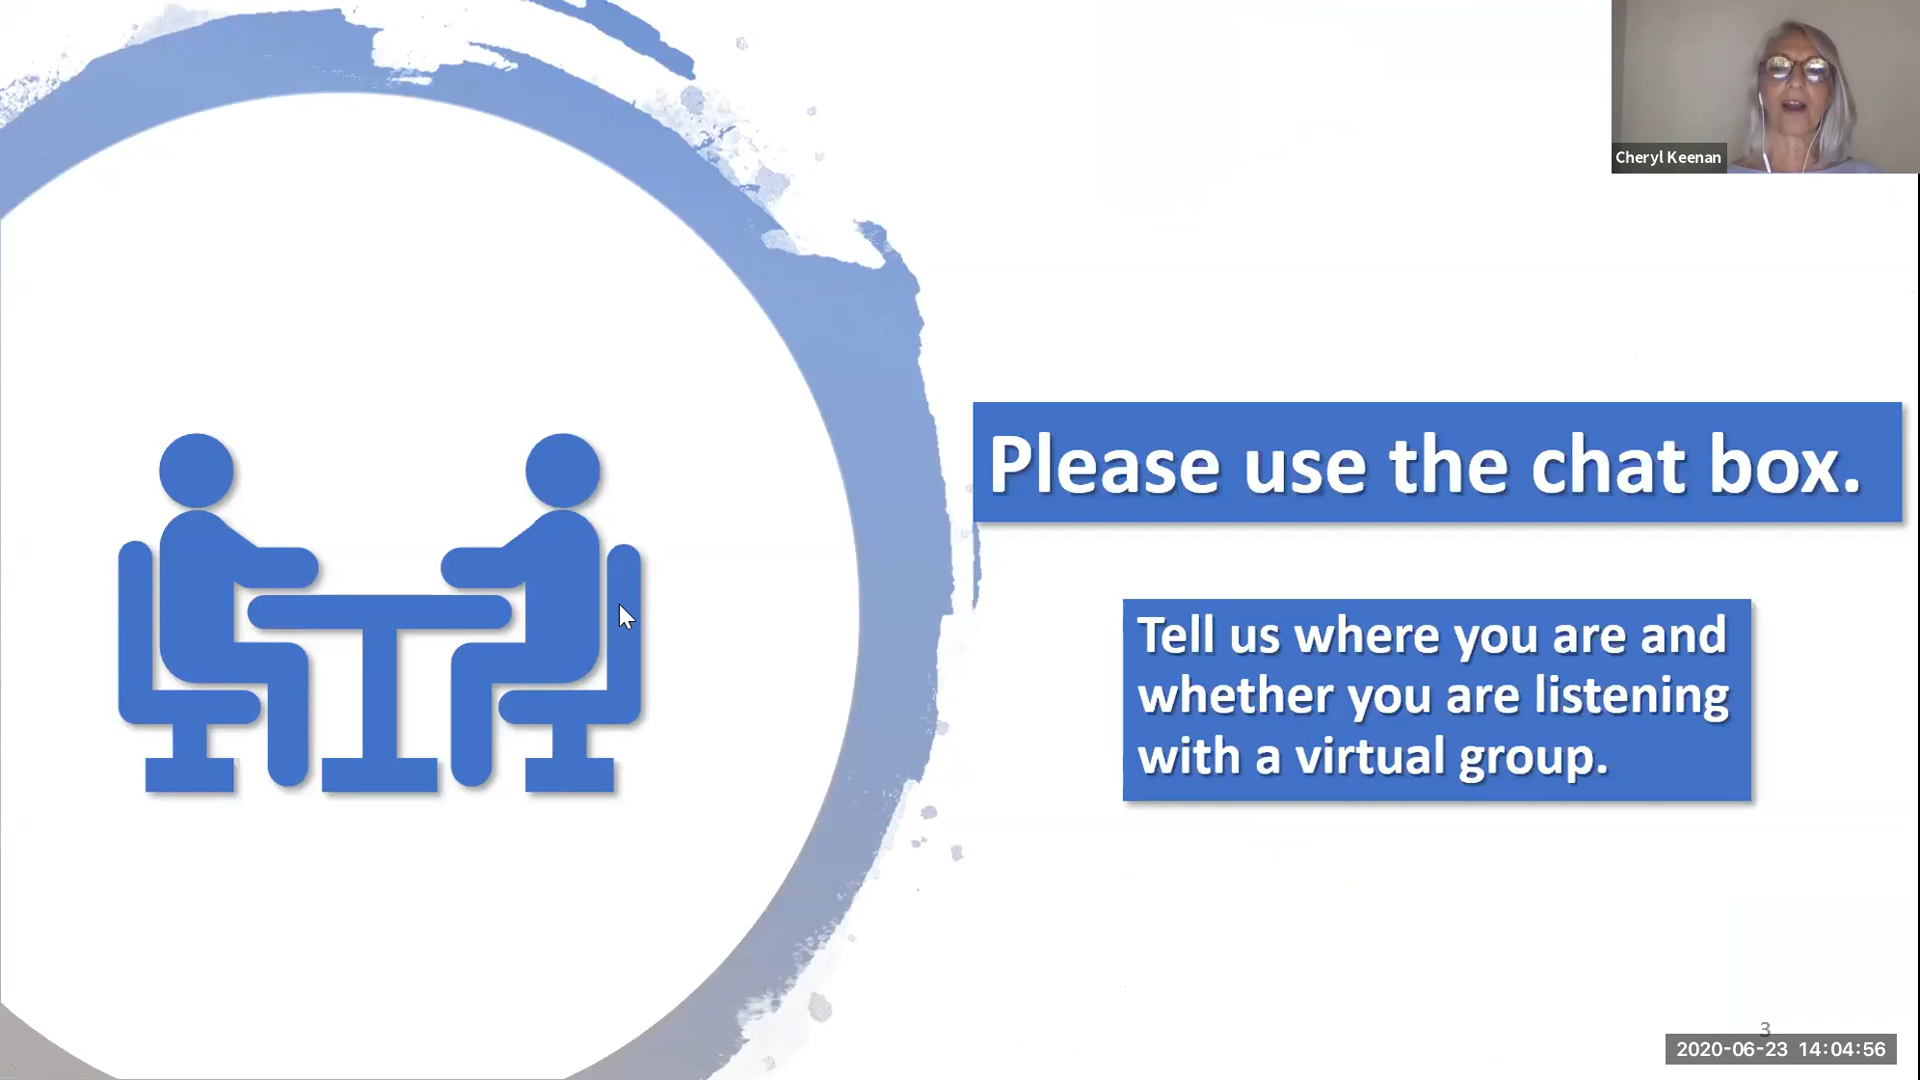 Cheryl Keenan
Please use the chat box.
Tell us where you are and
whether you are listening
with a virtual group.
3
2020-06-23 14:04:56